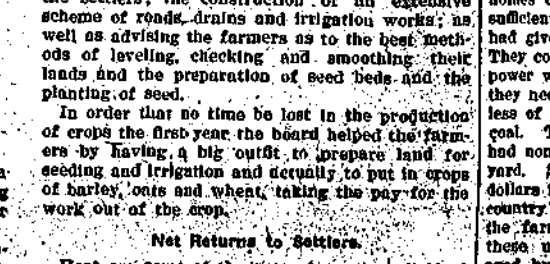 the settlers, the construction of an extensive
scheme of roads, drains and irrigation works; as
well as advising the farmers as to the best meth-
ods of leveling, checking and smoothing their
lands and the preparation of seed beds and the
planting of seed.
In order that no time be lost in the production
of crops the first year the board helped the farm-
ers by having a big outfit to prepare land for
seeding and irrigation and actually to put in crops
of barley, oats and wheat, taking the pay for the
work out of the crop.
Net Returns to Settlers.
homes
sufficien
had give
They co
power w
they nee
less of
coal.
had non
yard.
dollars
country
the farm
these